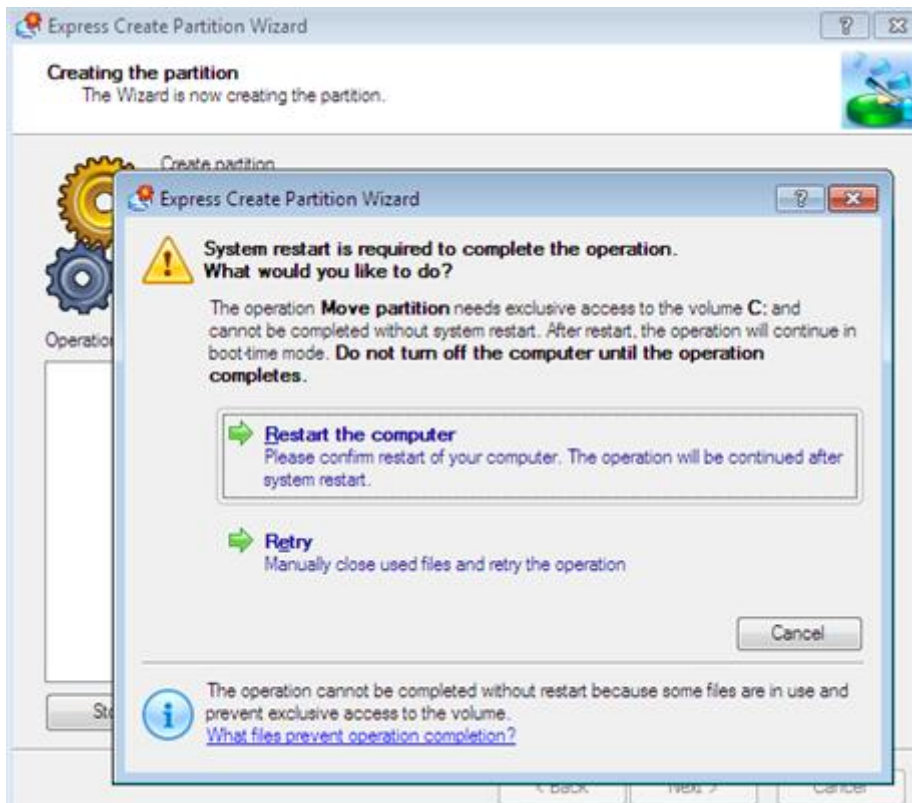 Express Create Partition Wizard
Creating the partition
The Wizard is now creating the partition.
Create partition
Express Create Partition Wizard
System restart is required to complete the operation.
What would you like to do?
The operation Move partition needs exclusive access to the volume C: and
cannot be completed without system restart. After restart, the operation will continue in
boot-time mode. Do not turn off the computer until the operation
completes.
Operation
Restart the computer
Please confirm restart of your computer. The operation will be continued after
system restart.
Retry
Manually close used files and retry the operation
Cancel
The operation cannot be completed without restart because some files are in use and
prevent exclusive access to the volume.
What files prevent operation completion?
< Back Next > Cancel